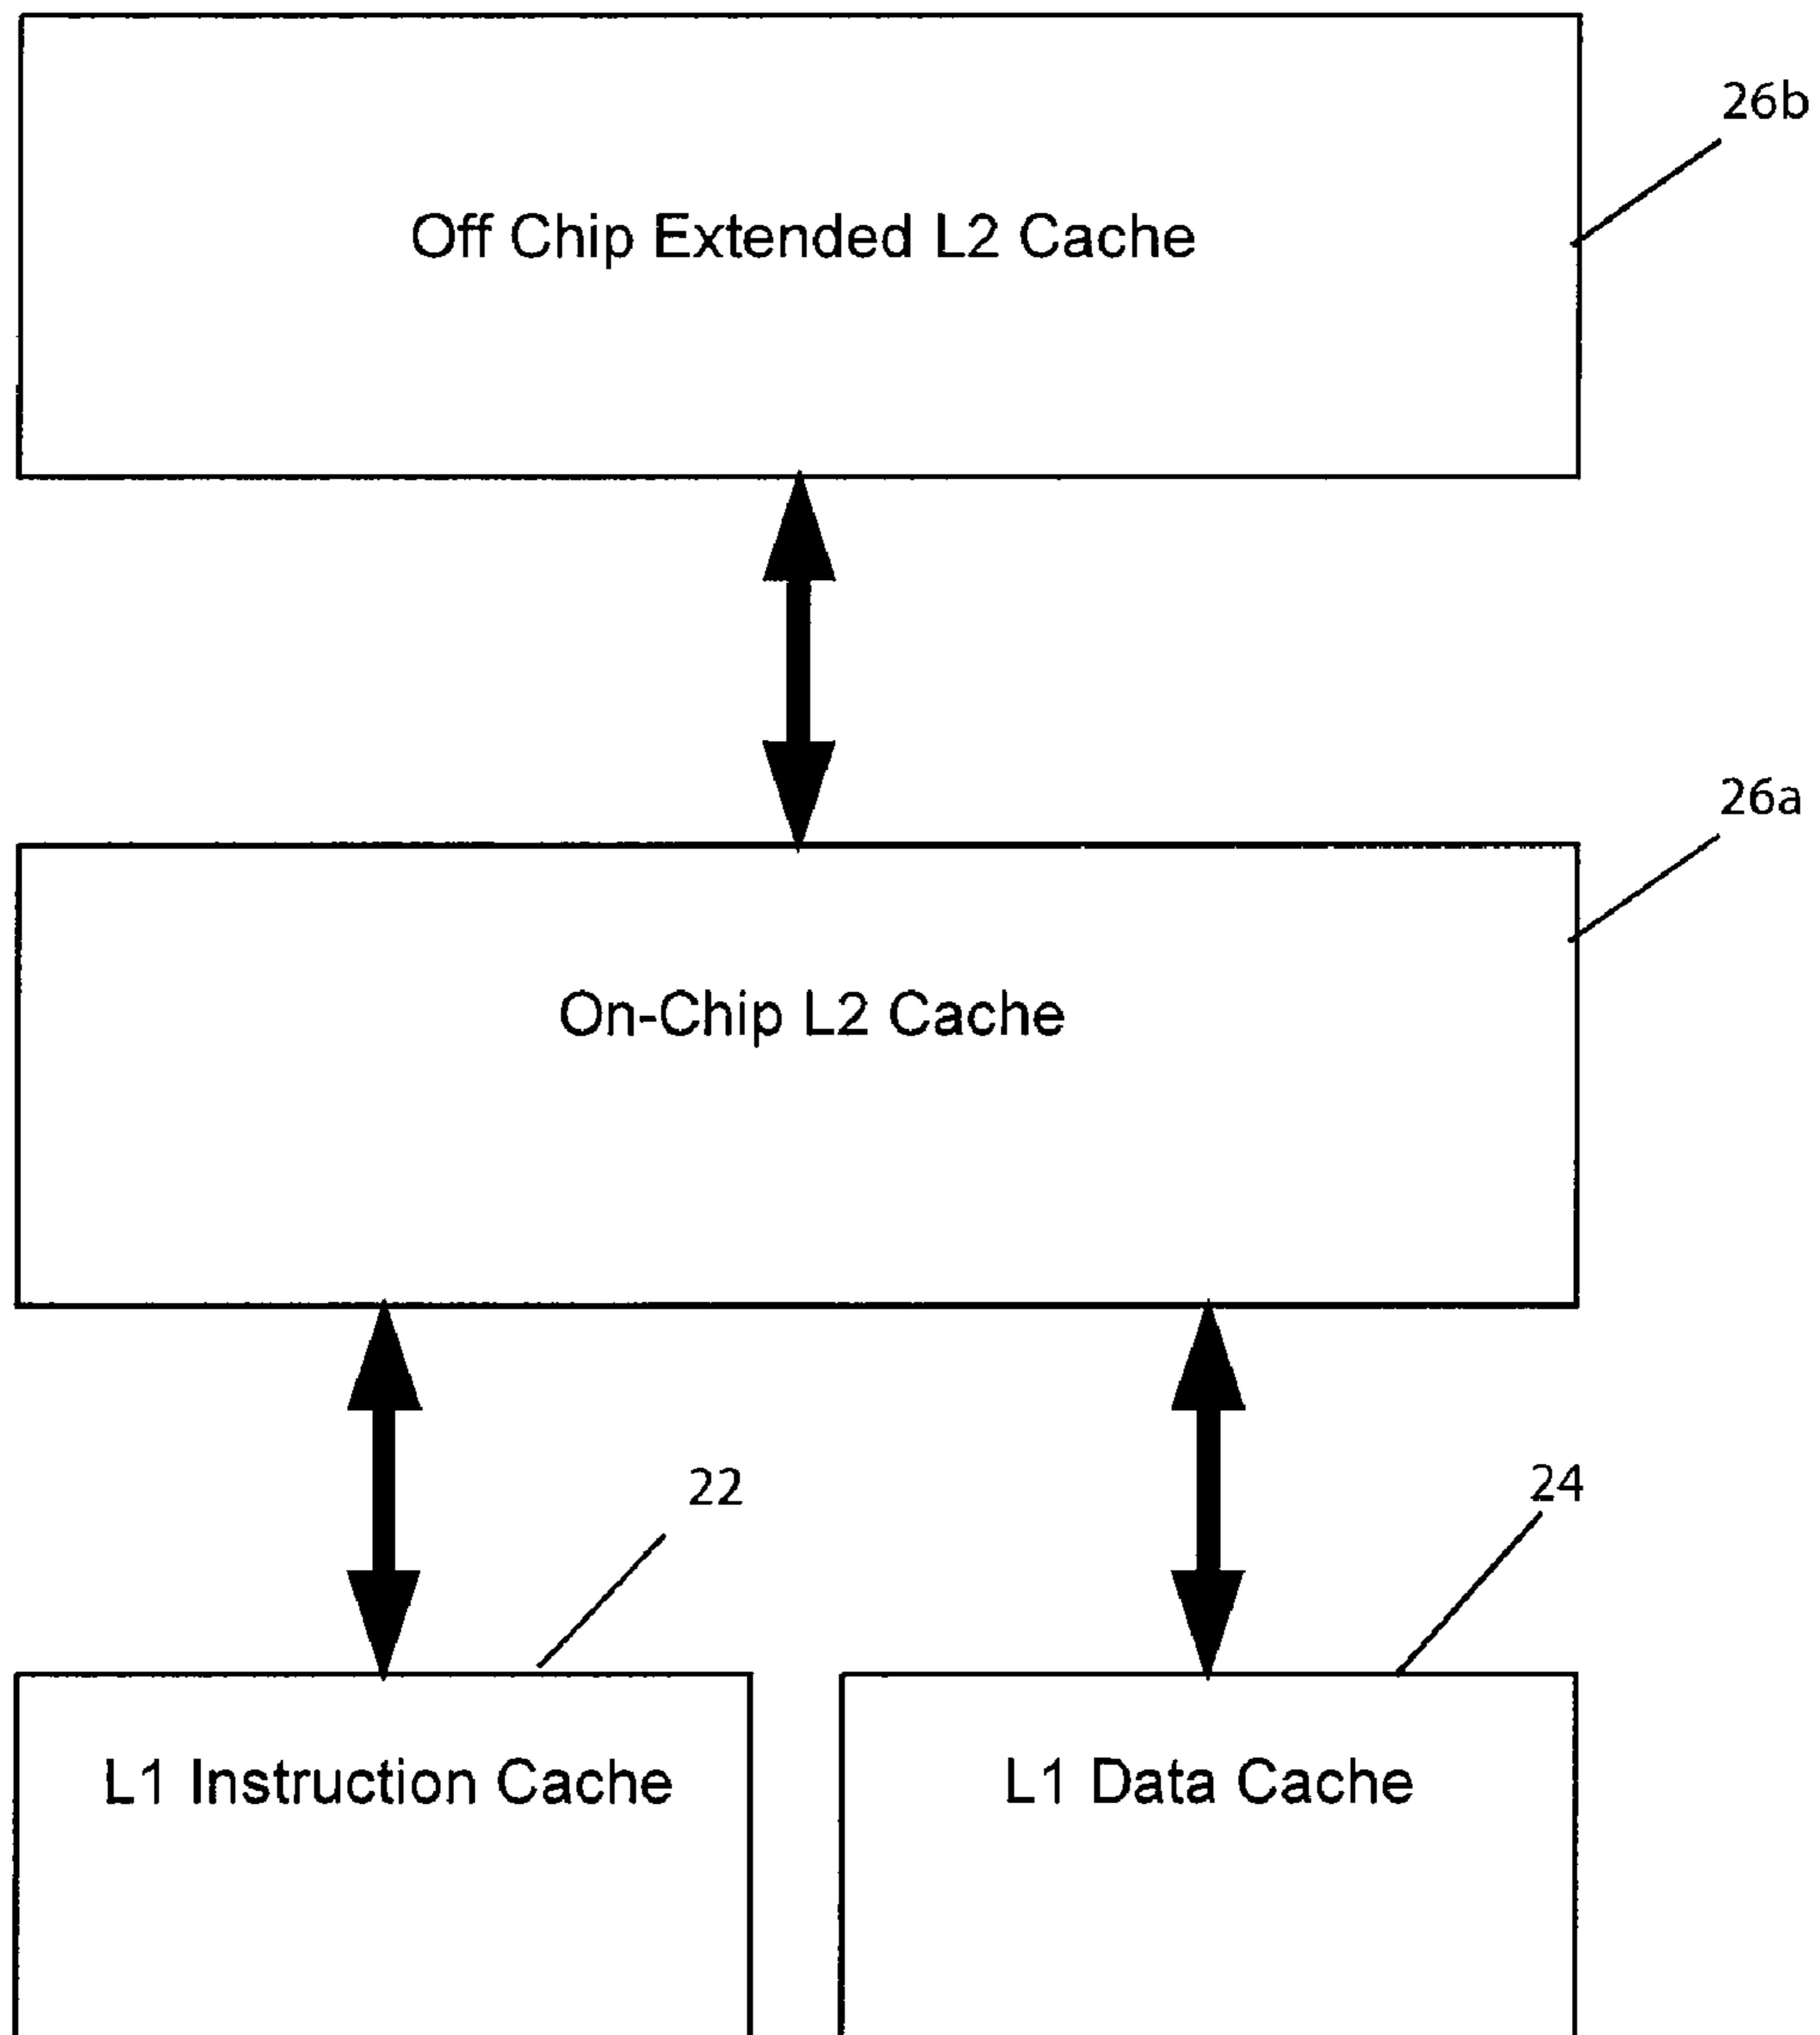 26b
Off Chip Extended L2 Cache
26a
On-Chip L2 Cache
22
24
L1 Instruction Cache
L1 Data Cache